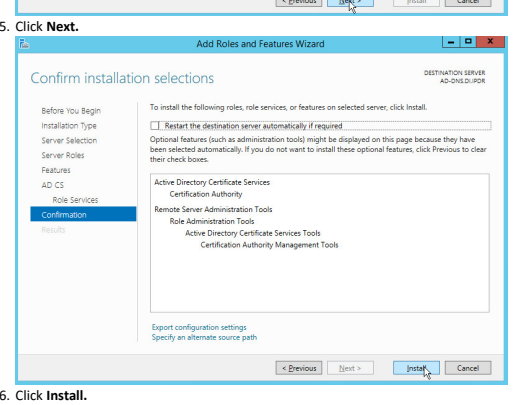 < Previous Next > Install Cancel
5. Click Next.
Add Roles and Features Wizard
Confirm installation selections
DESTINATION SERVER
AD-DNS.DI.IPDR
Before You Begin
Installation Type
Server Selection
Server Roles
Features
AD CS
Role Services
Confirmation
Results
To install the following roles, role services, or features on selected server, click Install.
Restart the destination server automatically if required
Optional features (such as administration tools) might be displayed on this page because they have
been selected automatically. If you do not want to install these optional features, click Previous to clear
their check boxes.
Active Directory Certificate Services
Certification Authority
Remote Server Administration Tools
Role Administration Tools
Active Directory Certificate Services Tools
Certification Authority Management Tools
Export configuration settings
Specify an alternate source path
< Previous Next > Install Cancel
6. Click Install.